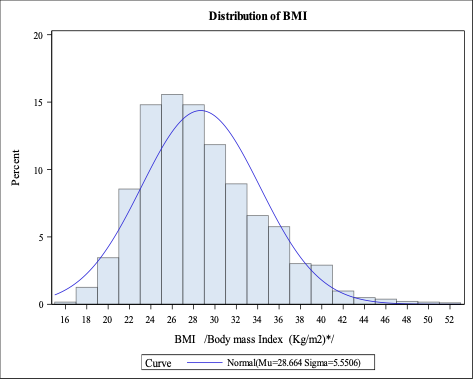 Distribution of BMI
20
15
10
5
0
Percent
16 18 20 22 24 26 28 30 32 34 36 38 40 42 44 46 48 50 52
BMI /Body mass Index (Kg/m2)*/
Curve Normal(Mu=28.664 Sigma=5.5506)